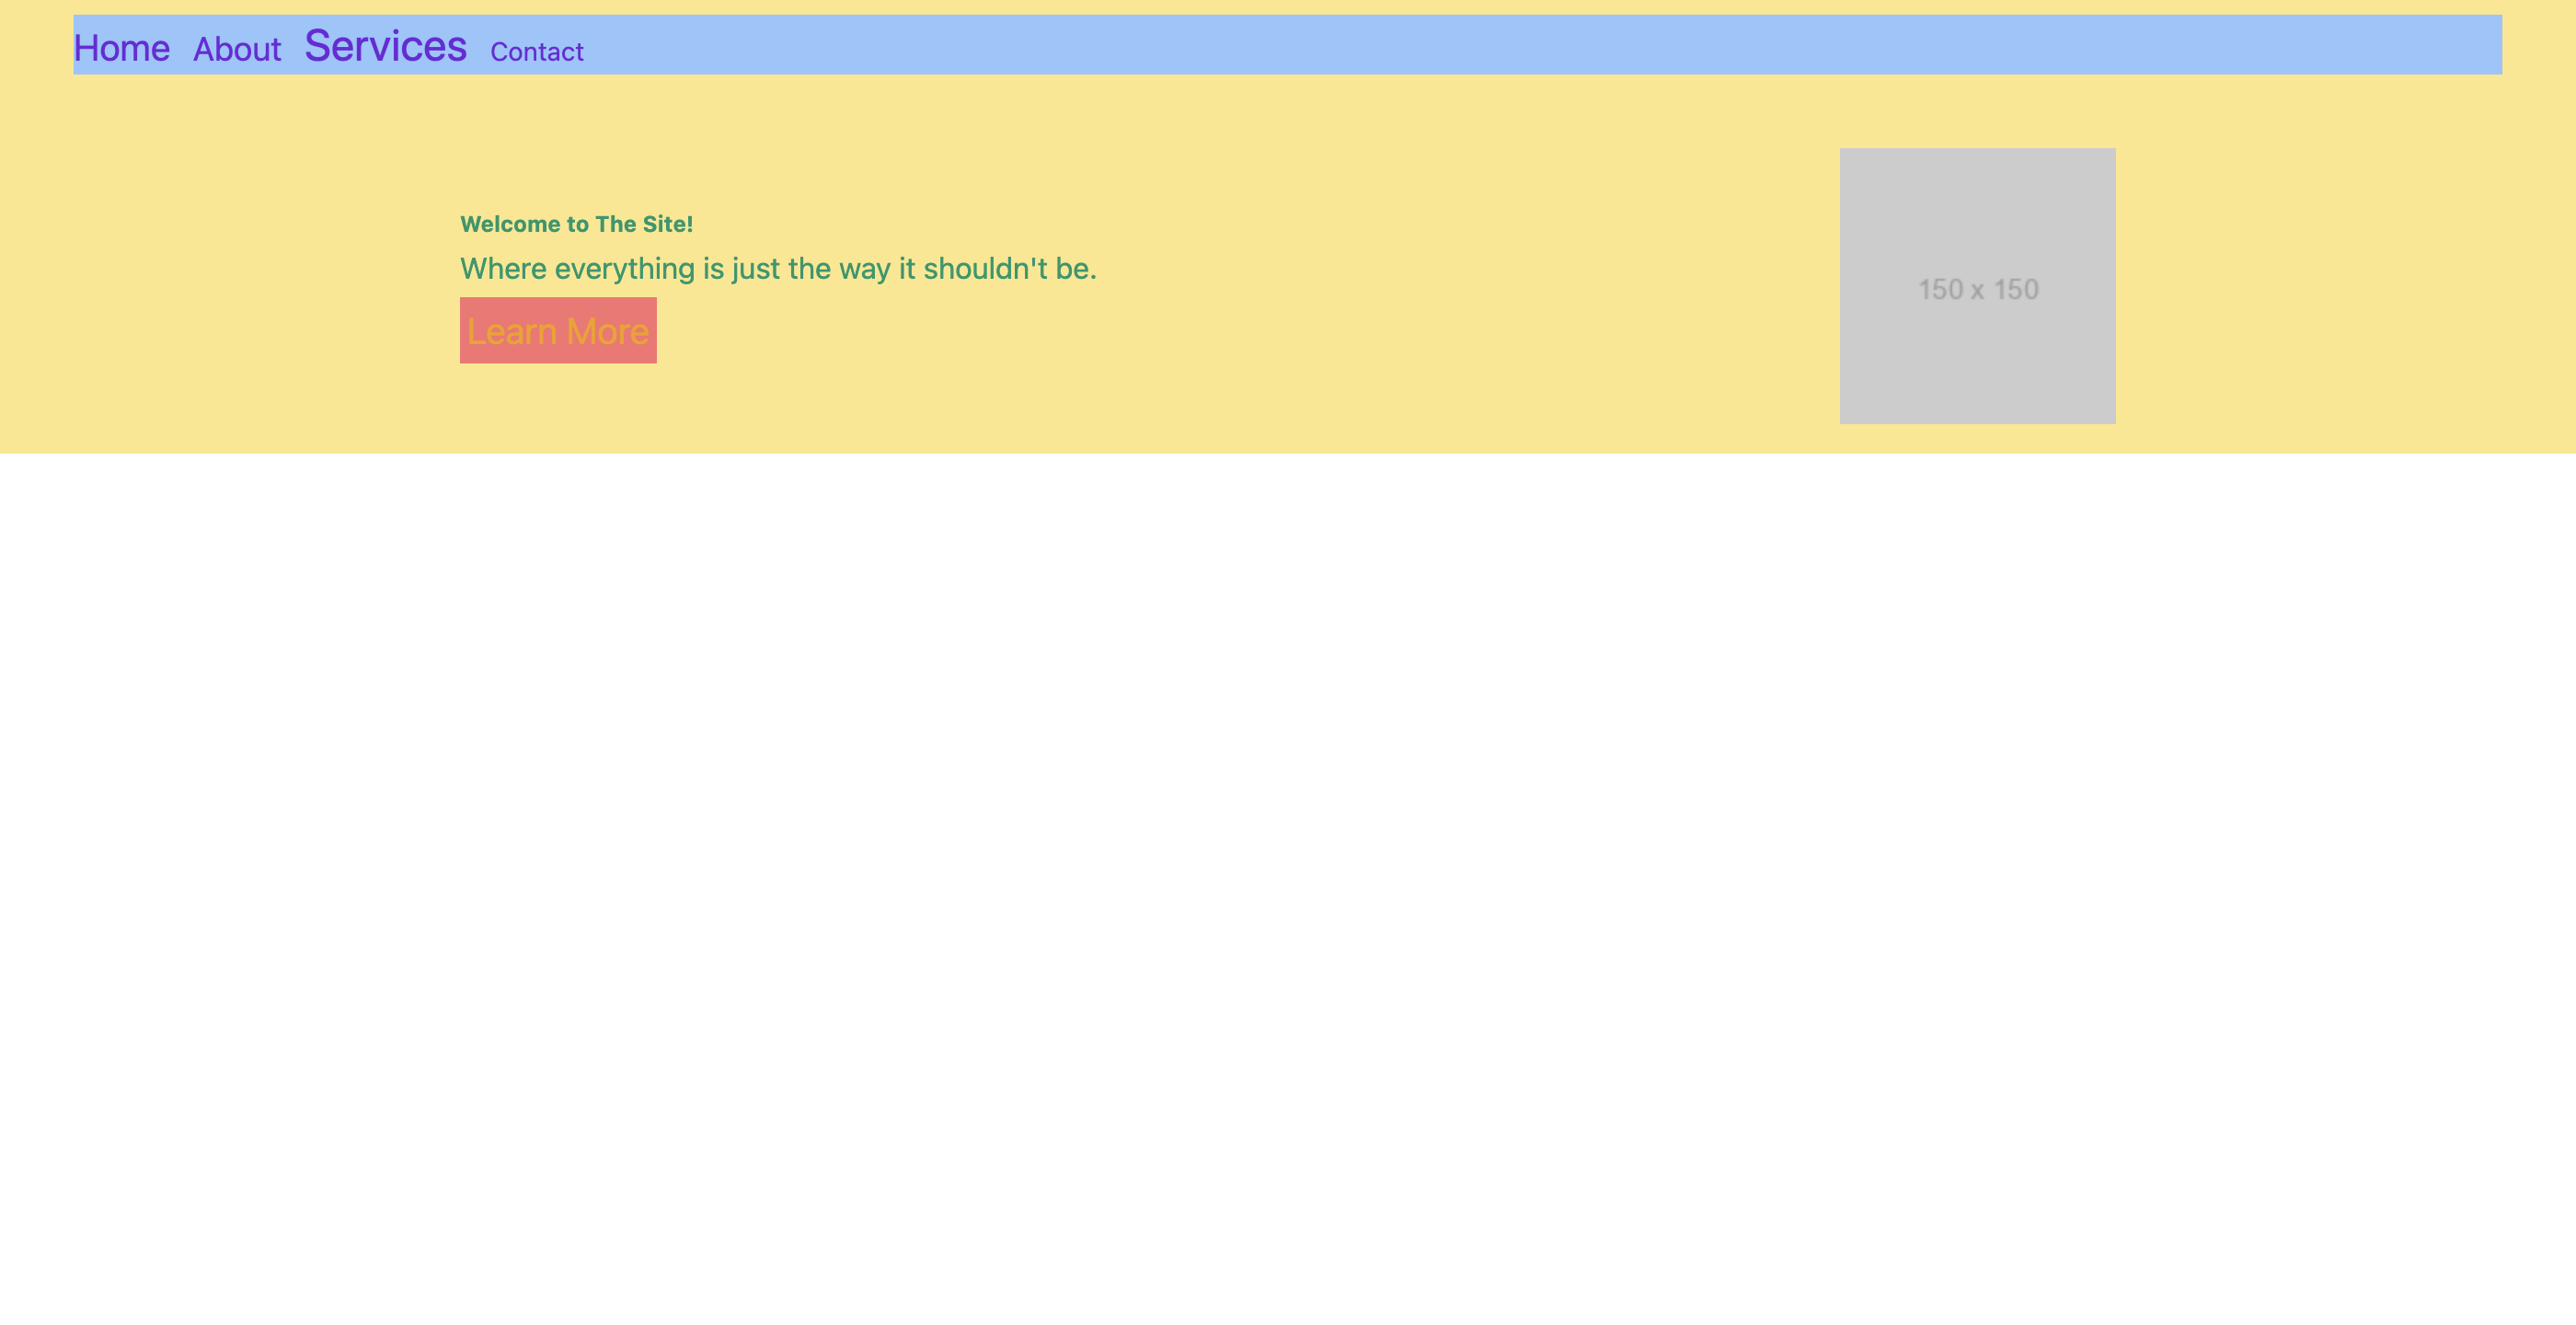 Home About Services Contact
Welcome to The Site!
Where everything is just the way it shouldn't be.
Learn More
150 x 150